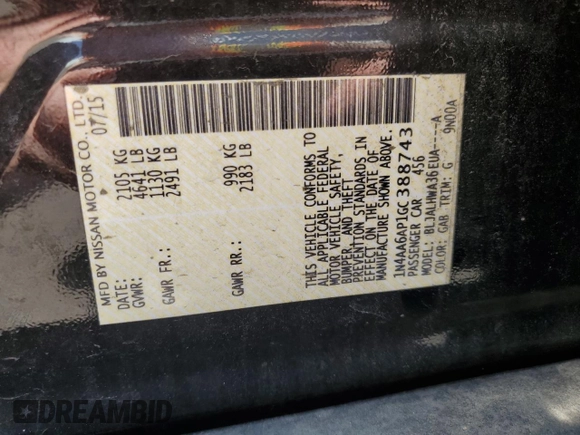 MFD BY NISSAN MOTOR CO., LTD.
DATE: 07/15
GVWR: 2105 KG
4641 LB
GAWR FR.: 1130 KG
2491 LB
GAWR RR.: 990 KG
2183 LB
THIS VEHICLE CONFORMS TO
ALL APPLICABLE FEDERAL
MOTOR VEHICLE SAFETY,
BUMPER, AND THEFT
PREVENTION STANDARDS IN
EFFECT ON THE DATE OF
MANUFACTURE SHOWN ABOVE.
1N4AA6AP1GC388743
PASSENGER CAR 456
MODEL: BLJALHWA36EUA----A
COLOR: GAB TRIM: G 9N00A
DREAMBID